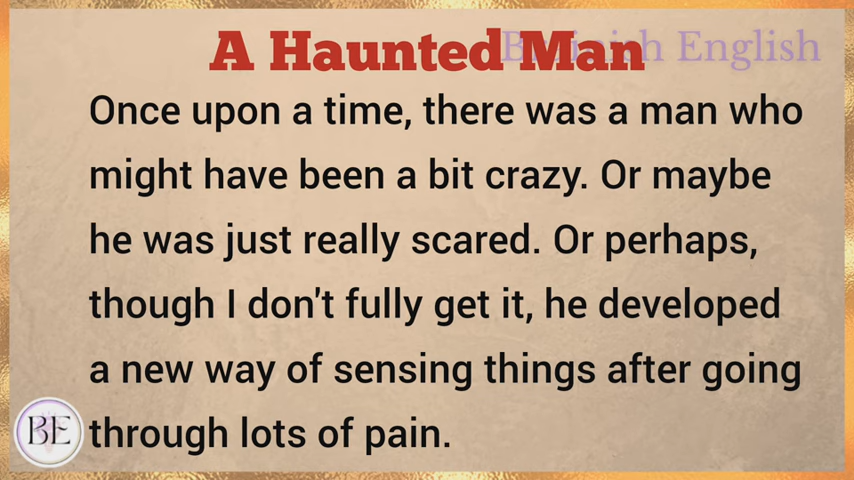 A Haunted Man
English
Once upon a time, there was a man who
might have been a bit crazy. Or maybe
he was just really scared. Or perhaps,
though I don't fully get it, he developed
a new way of sensing things after going
through lots of pain.
BE